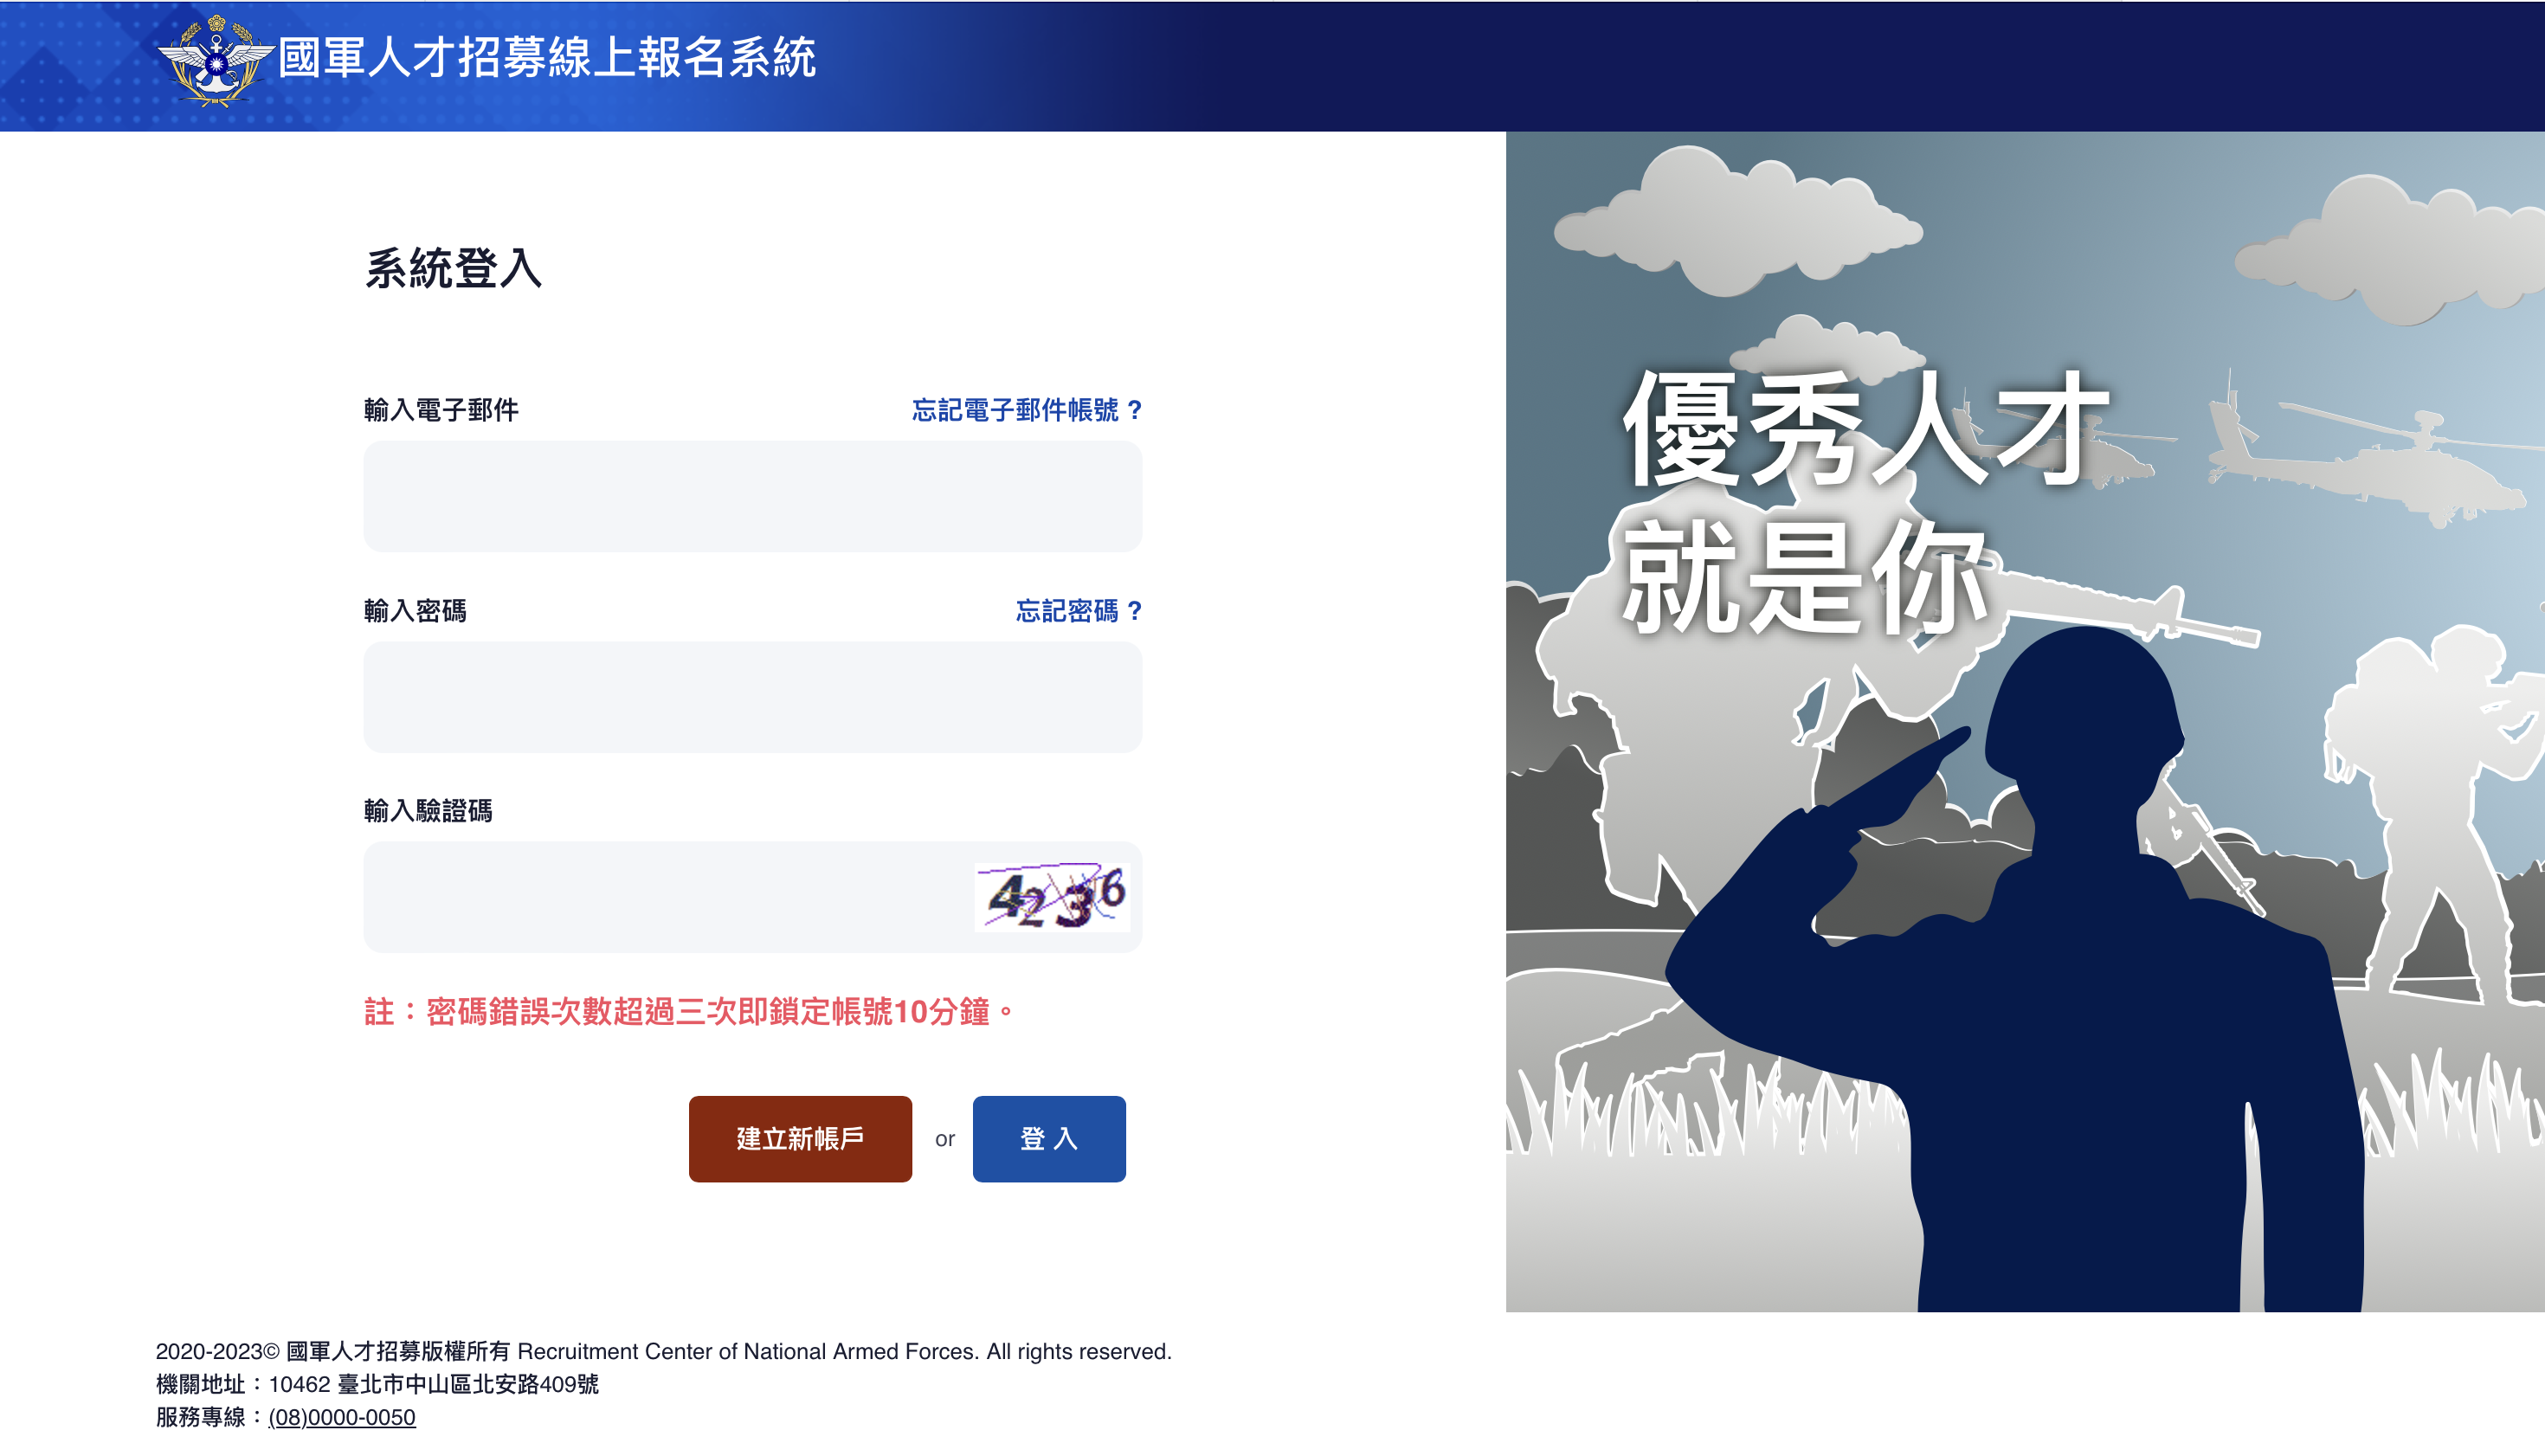 國軍人才招募線上報名系統
系統登入
輸入電子郵件
忘記電子郵件帳號 ?
輸入密碼
忘記密碼 ?
輸入驗證碼
4236
註：密碼錯誤次數超過三次即鎖定帳號10分鐘。
建立新帳戶 or 登 入
優秀人才
就是你
2020-2023© 國軍人才招募版權所有 Recruitment Center of National Armed Forces. All rights reserved.
機關地址：10462 臺北市中山區北安路409號
服務專線：(08)0000-0050